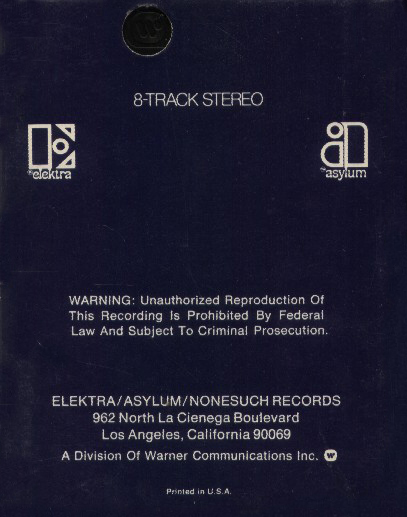 8-TRACK STEREO
elektra
asylum
WARNING: Unauthorized Reproduction Of
This Recording Is Prohibited By Federal
Law And Subject To Criminal Prosecution.
ELEKTRA/ASYLUM/NONESUCH RECORDS
962 North La Cienega Boulevard
Los Angeles, California 90069
A Division Of Warner Communications Inc.
Printed in U.S.A.